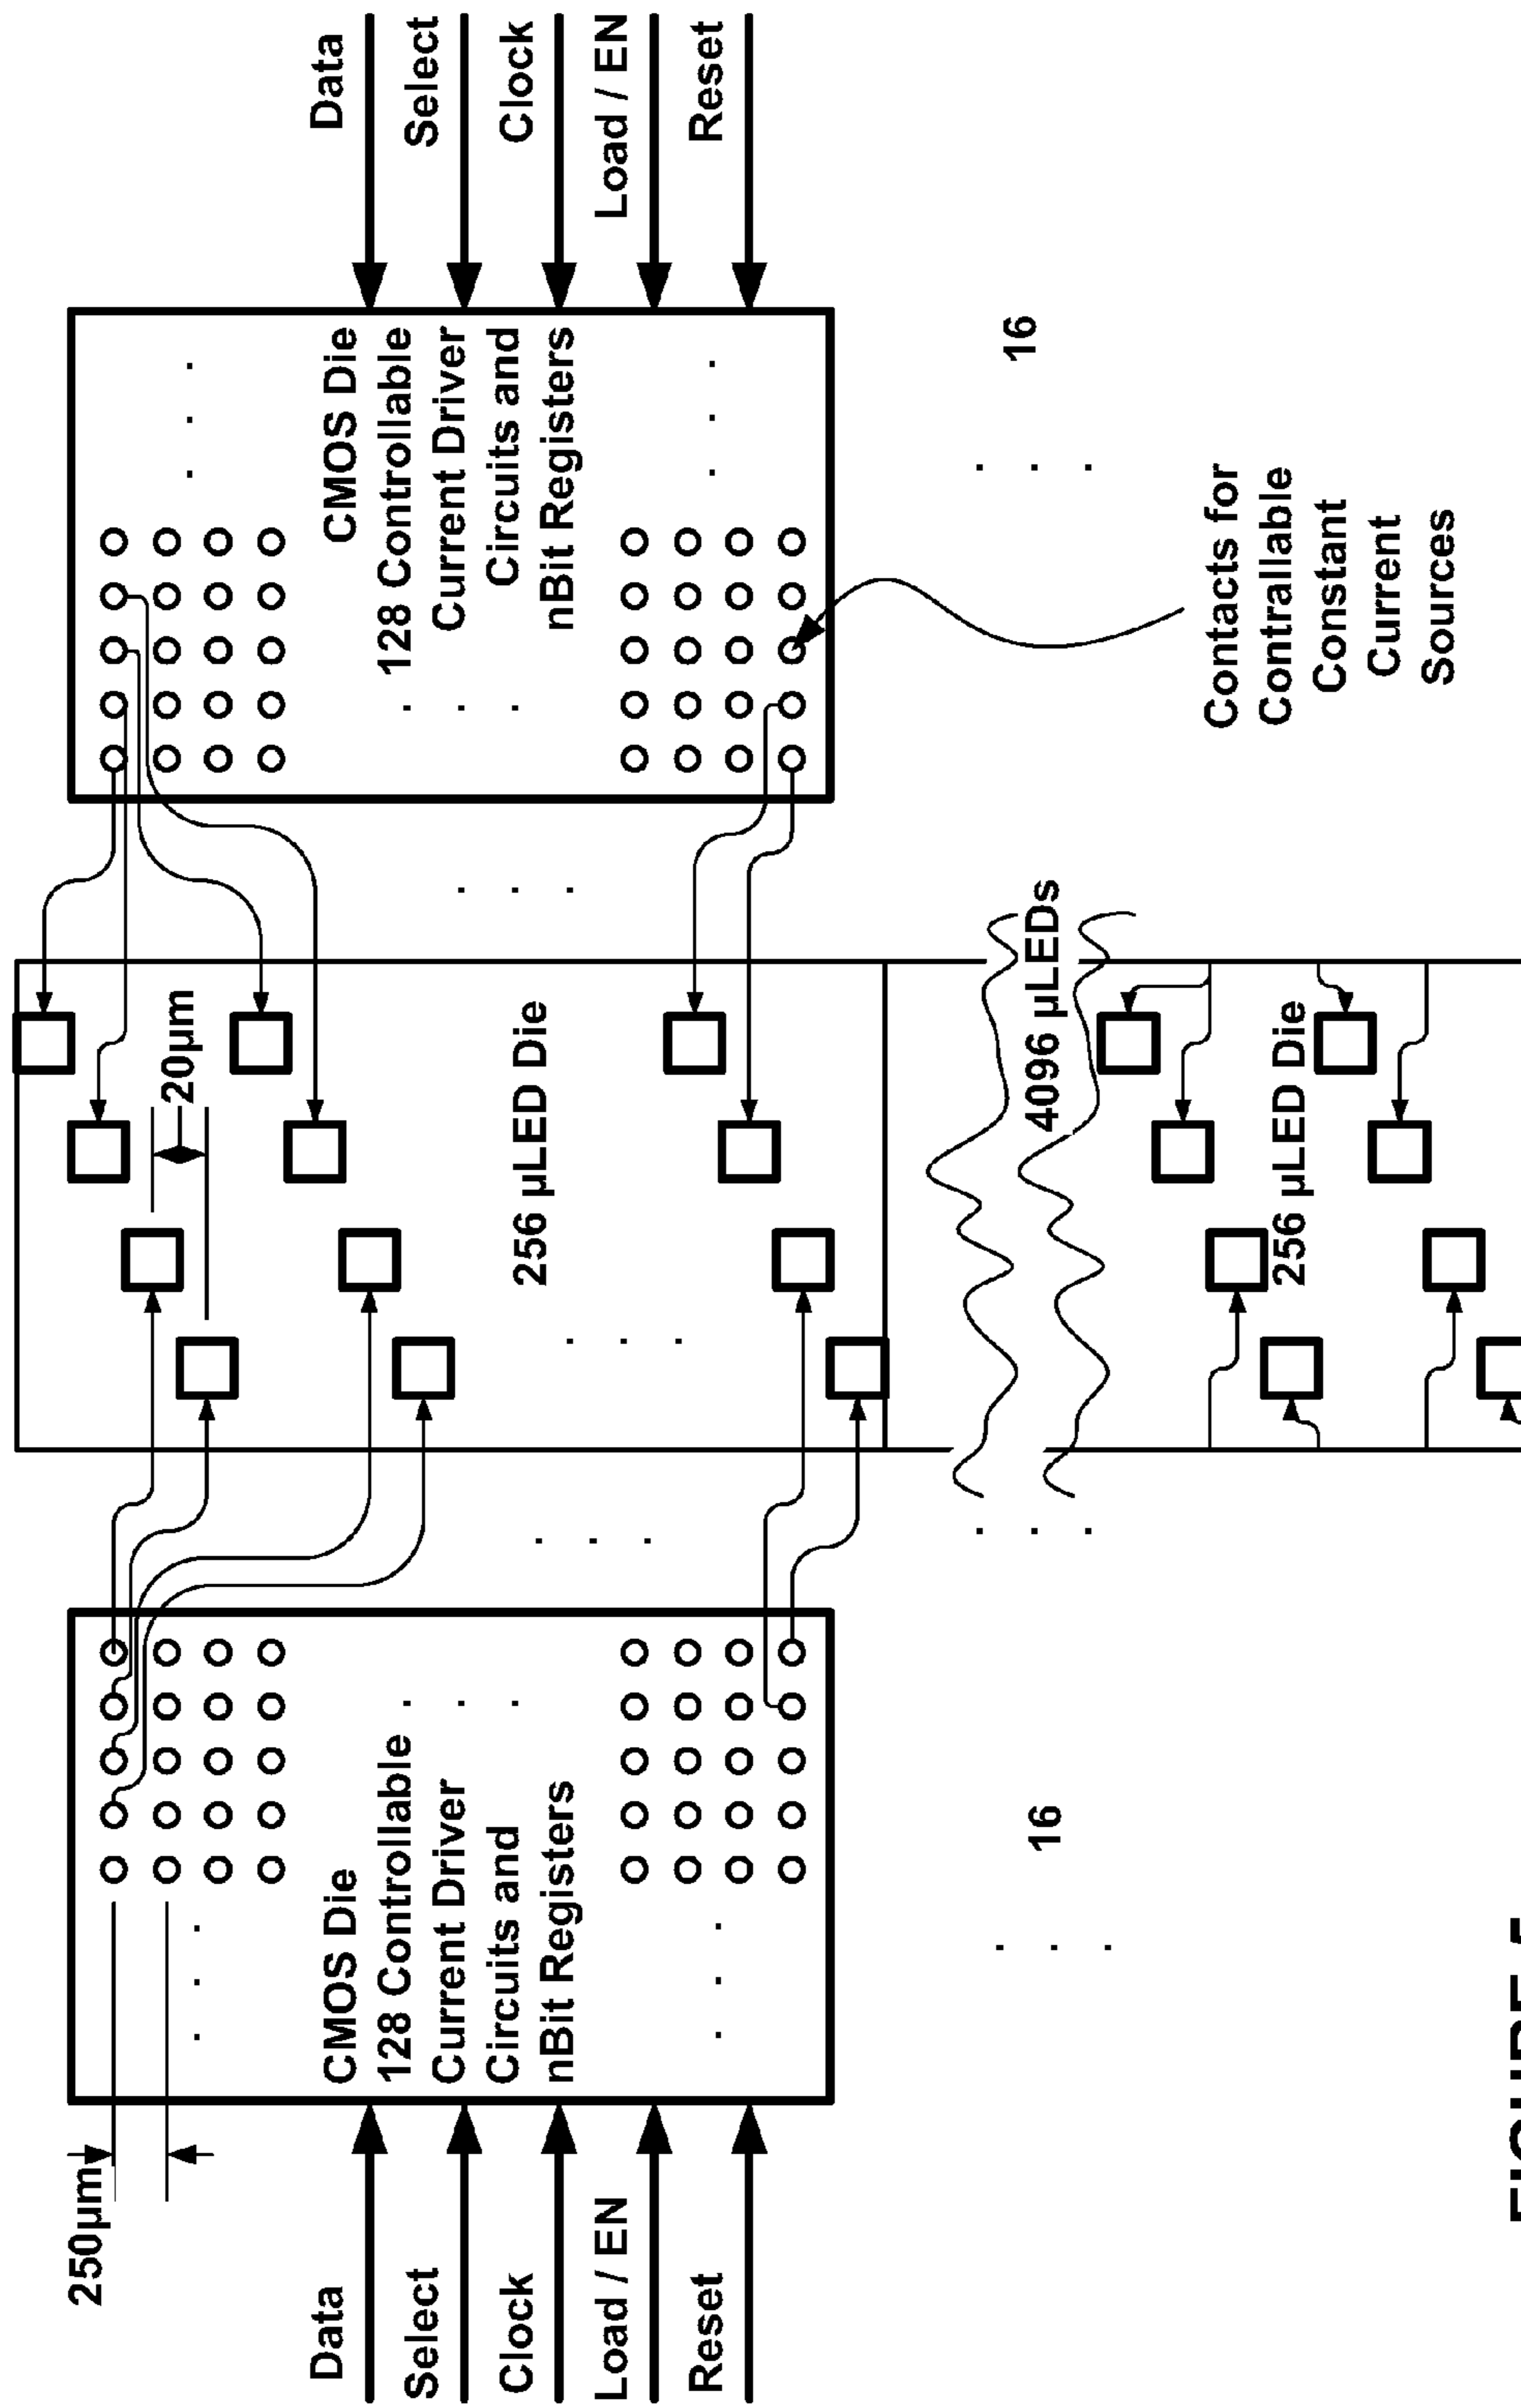 250µm
Data
Select
Clock
Load / EN
Reset
CMOS Die
128 Controllable
Current Driver
Circuits and
nBit Registers
16
20µm
256 µLED Die
4096 µLEDs
256 µLED Die
CMOS Die
128 Controllable
Current Driver
Circuits and
nBit Registers
Data
Select
Clock
Load / EN
Reset
16
Contacts for
Contrallable
Constant
Current
Sources
FIGURE